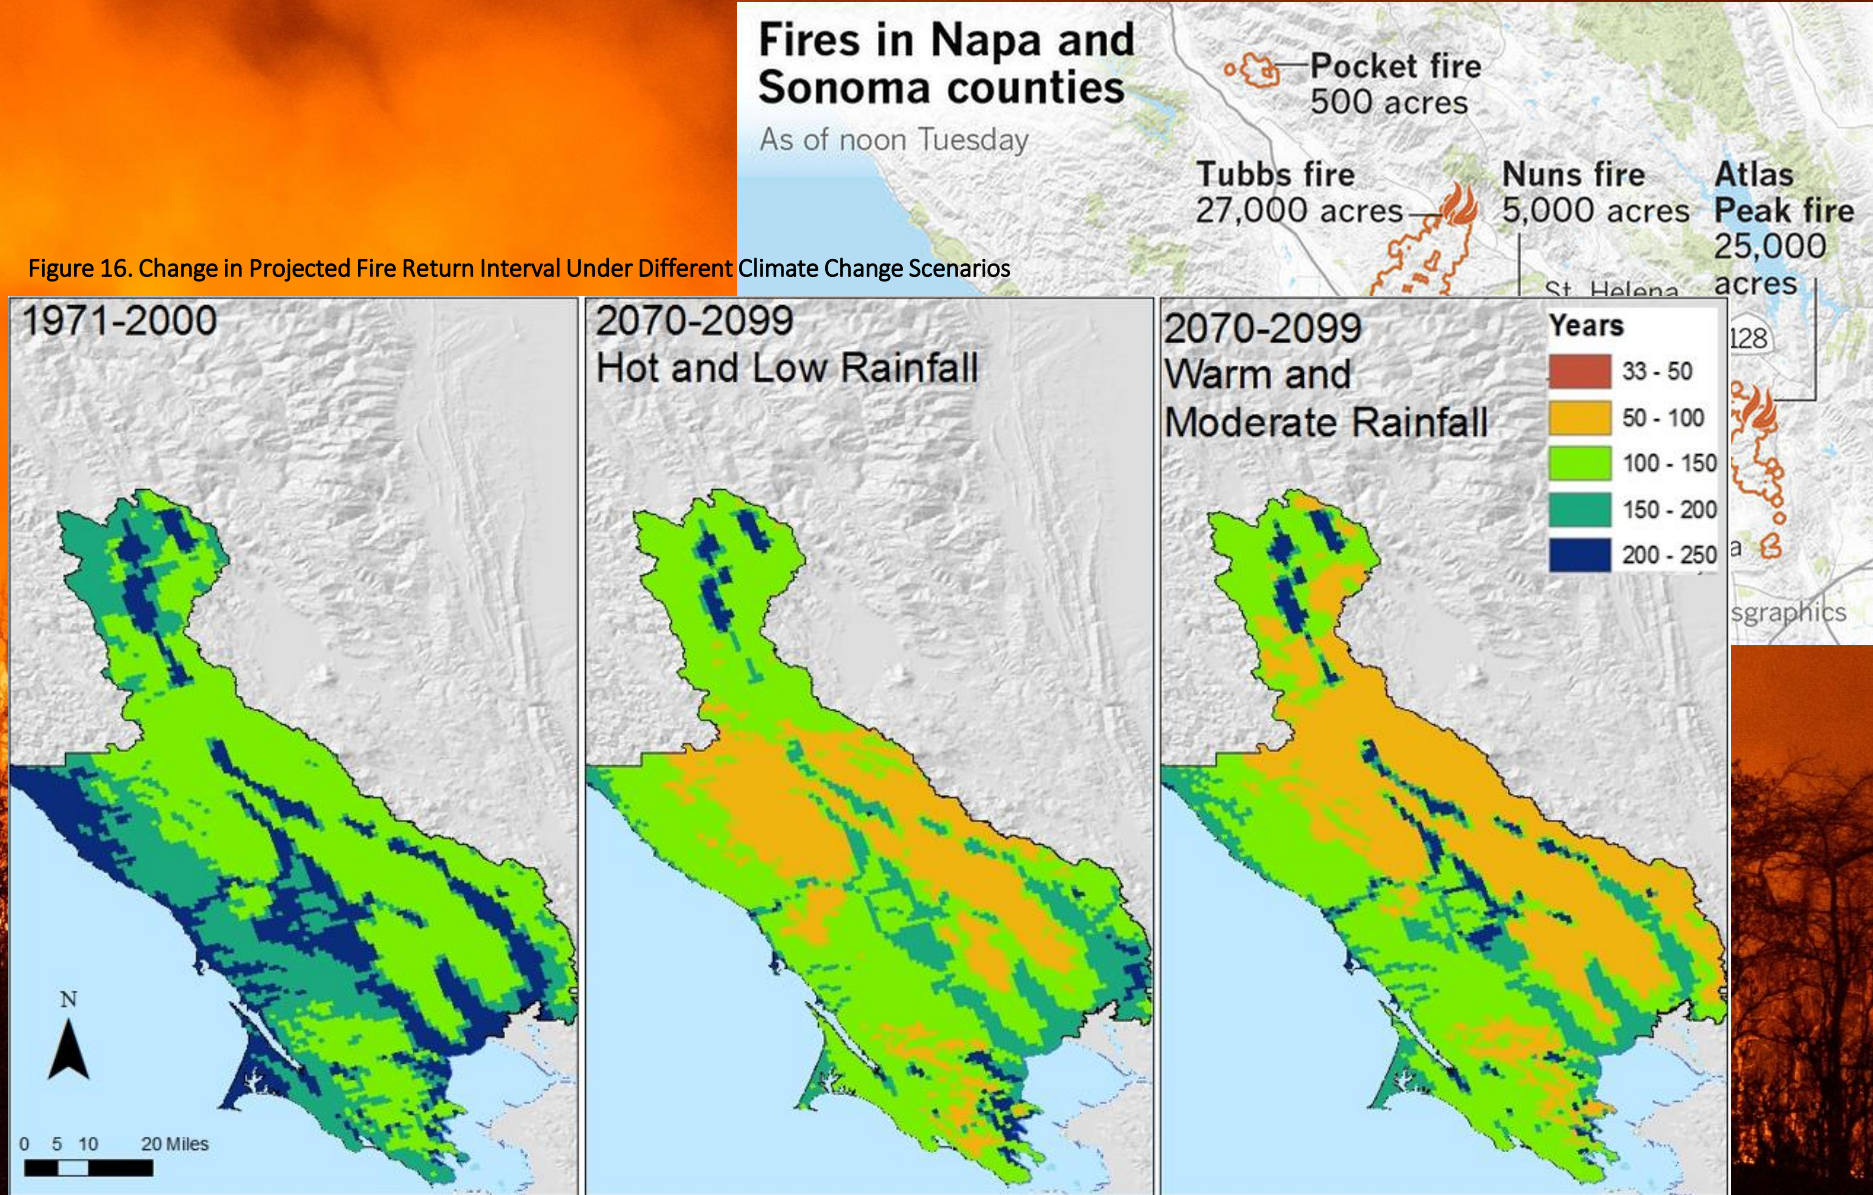 Fires in Napa and
Sonoma counties
As of noon Tuesday
Pocket fire
500 acres
Tubbs fire
27,000 acres
Nuns fire
5,000 acres
Atlas
Peak fire
25,000
acres
St. Helena
128
a
sgraphics
Figure 16. Change in Projected Fire Return Interval Under Different Climate Change Scenarios
1971-2000
2070-2099
Hot and Low Rainfall
2070-2099
Warm and
Moderate Rainfall
Years
33 - 50
50 - 100
100 - 150
150 - 200
200 - 250
N
0 5 10 20 Miles